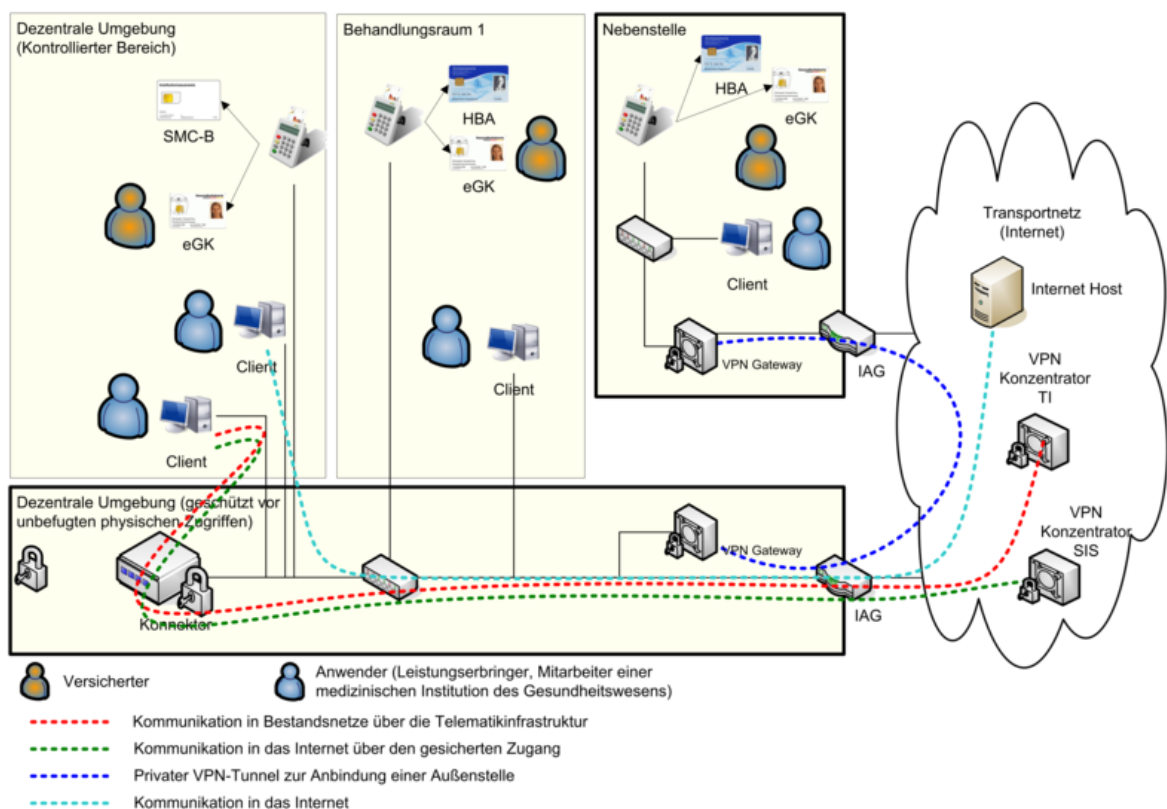 Dezentrale Umgebung
(Kontrollierter Bereich)
SMC-B
eGK
Client
Client
Behandlungsraum 1
HBA
eGK
Client
Nebenstelle
HBA
eGK
Client
VPN Gateway
IAG
Transportnetz
(Internet)
Internet Host
VPN
Konzentrator
TI
VPN
Konzentrator
SIS
Dezentrale Umgebung (geschützt vor
unbefugten physischen Zugriffen)
Konnektor
VPN Gateway
IAG
Versicherter
Anwender (Leistungserbringer, Mitarbeiter einer
medizinischen Institution des Gesundheitswesens)
Kommunikation in Bestandsnetze über die Telematikinfrastruktur
Kommunikation in das Internet über den gesicherten Zugang
Privater VPN-Tunnel zur Anbindung einer Außenstelle
Kommunikation in das Internet